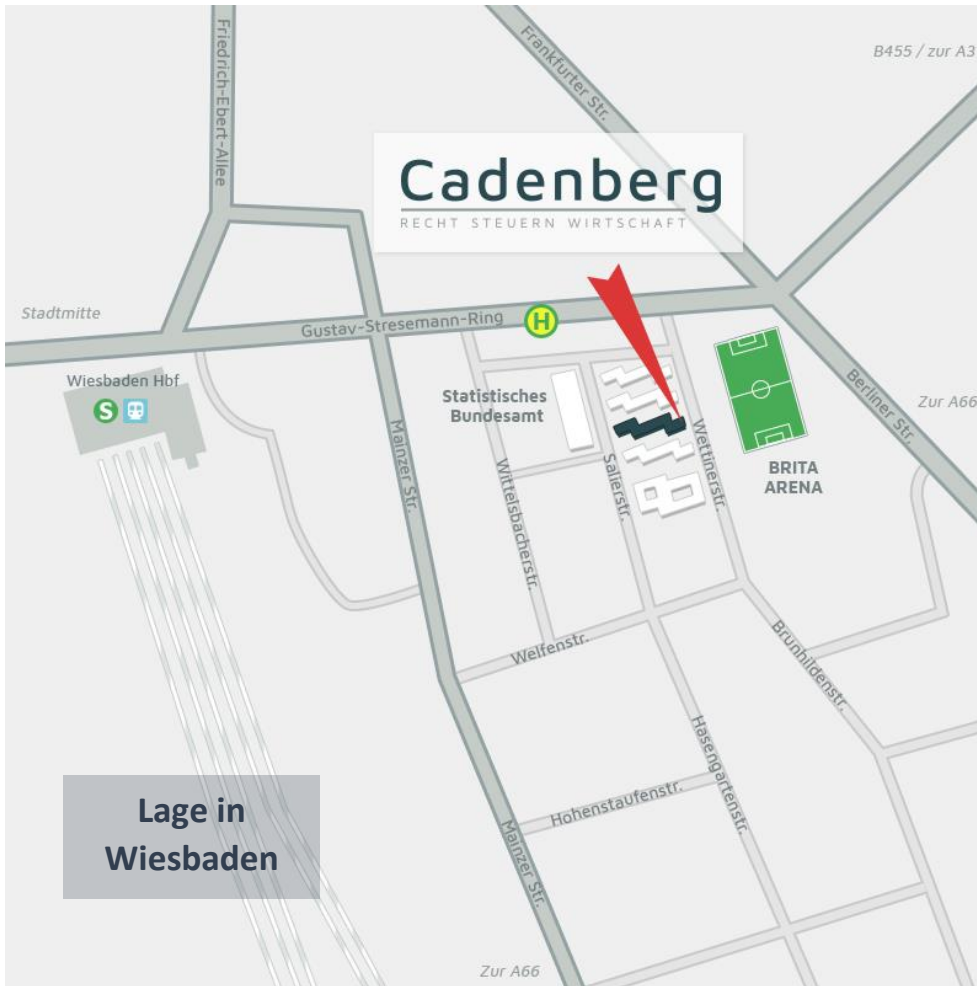 Friedrich-Ebert-Allee
Frankfurter Str.
B455 / zur A3
Cadenberg
RECHT STEUERN WIRTSCHAFT
Stadtmitte
Gustav-Stresemann-Ring
H
Wiesbaden Hbf
S
Statistisches
Bundesamt
Mainzer Str.
Wittelsbacherstr.
Salierstr.
Wettinerstr.
Berliner Str.
Zur A66
BRITA
ARENA
Welfenstr.
Brunhildenstr.
Hasengartenstr.
Hohenstaufenstr.
Lage in
Wiesbaden
Mainzer Str.
Zur A66